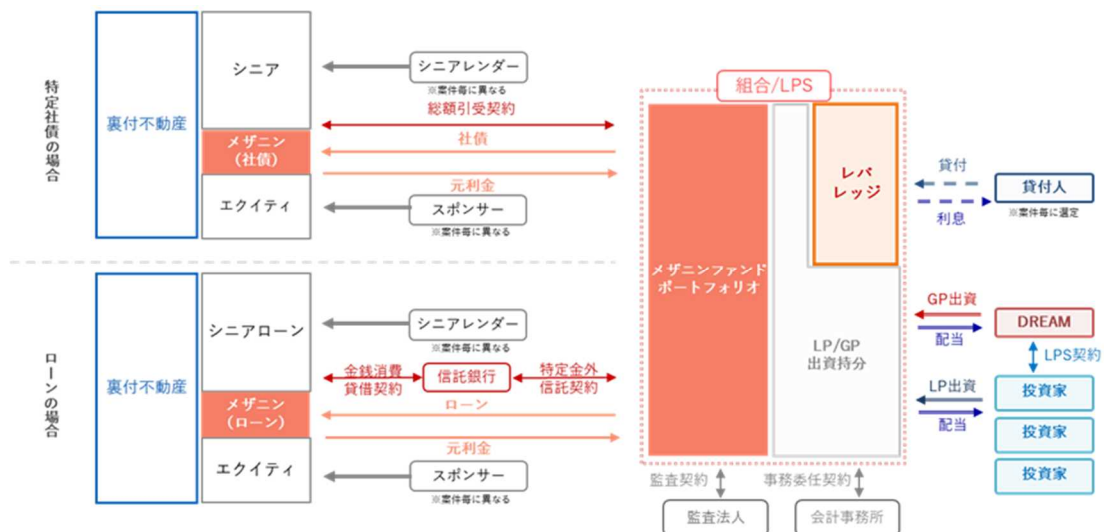 特定社債の場合
裏付不動産
シニア
メザニン
(社債)
エクイティ
シニアレンダー
※案件毎に異なる
総額引受契約
社債
元利金
スポンサー
※案件毎に異なる
ローンの場合
裏付不動産
シニアローン
メザニン
(ローン)
エクイティ
シニアレンダー
※案件毎に異なる
金銭消費
貸借契約
信託銀行
特定金外
信託契約
ローン
元利金
スポンサー
※案件毎に異なる
組合/LPS
メザニンファンド
ポートフォリオ
レバ
レッジ
LP/GP
出資持分
貸付
利息
貸付人
※案件毎に選定
GP出資
配当
DREAM
LPS契約
LP出資
配当
投資家
投資家
投資家
監査契約
事務委任契約
監査法人
会計事務所